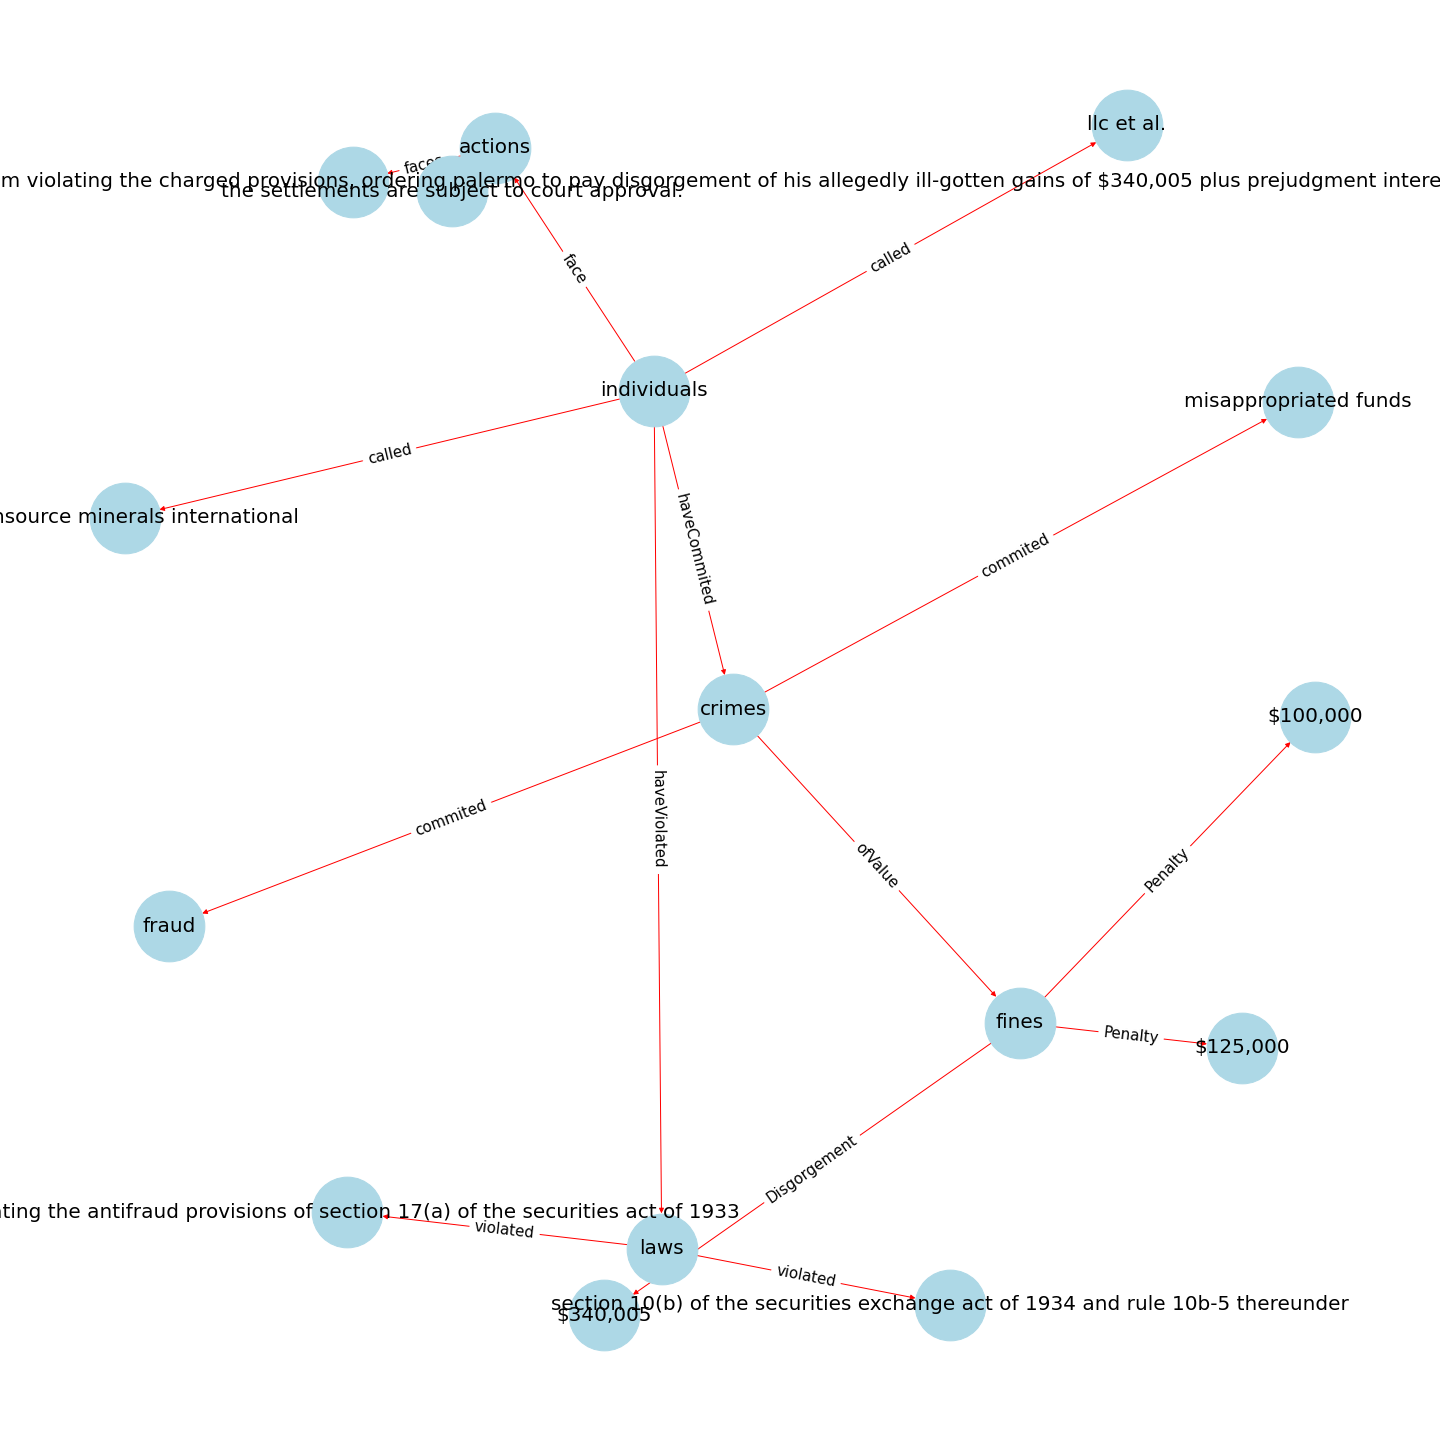 llc et al.
actions
faces
m violating the charged provisions, ordering palermo to pay disgorgement of his allegedly ill-gotten gains of $340,005 plus prejudgment intere
the settlements are subject to court approval.
called
face
individuals
misappropriated funds
called
nsource minerals international
haveCommited
commited
crimes
$100,000
haveViolated
commited
ofValue
Penalty
fraud
fines
Penalty
$125,000
Disgorgement
ating the antifraud provisions of section 17(a) of the securities act of 1933
violated
laws
violated
section 10(b) of the securities exchange act of 1934 and rule 10b-5 thereunder
$340,005